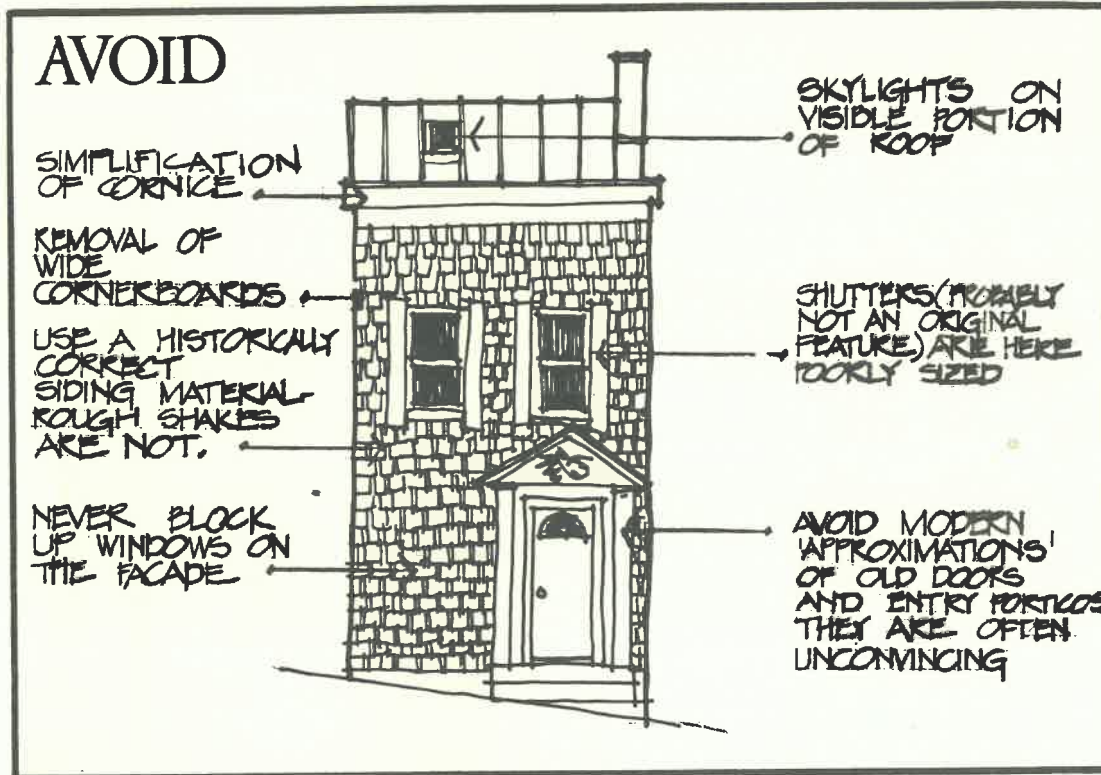 AVOID
SIMPLIFICATION
OF CORNICE
REMOVAL OF
WIDE
CORNERBOARDS
USE A HISTORICALLY
CORRECT
SIDING MATERIAL-
ROUGH SHAKES
ARE NOT.
NEVER BLOCK
UP WINDOWS ON
THE FACADE
SKYLIGHTS ON
VISIBLE PORTION
OF ROOF
SHUTTERS (PROBABLY
NOT AN ORIGINAL
FEATURE) ARE HERE
POORLY SIZED
AVOID MODERN
'APPROXIMATIONS'
OF OLD DOORS
AND ENTRY PORTICOS
THEY ARE OFTEN
UNCONVINCING